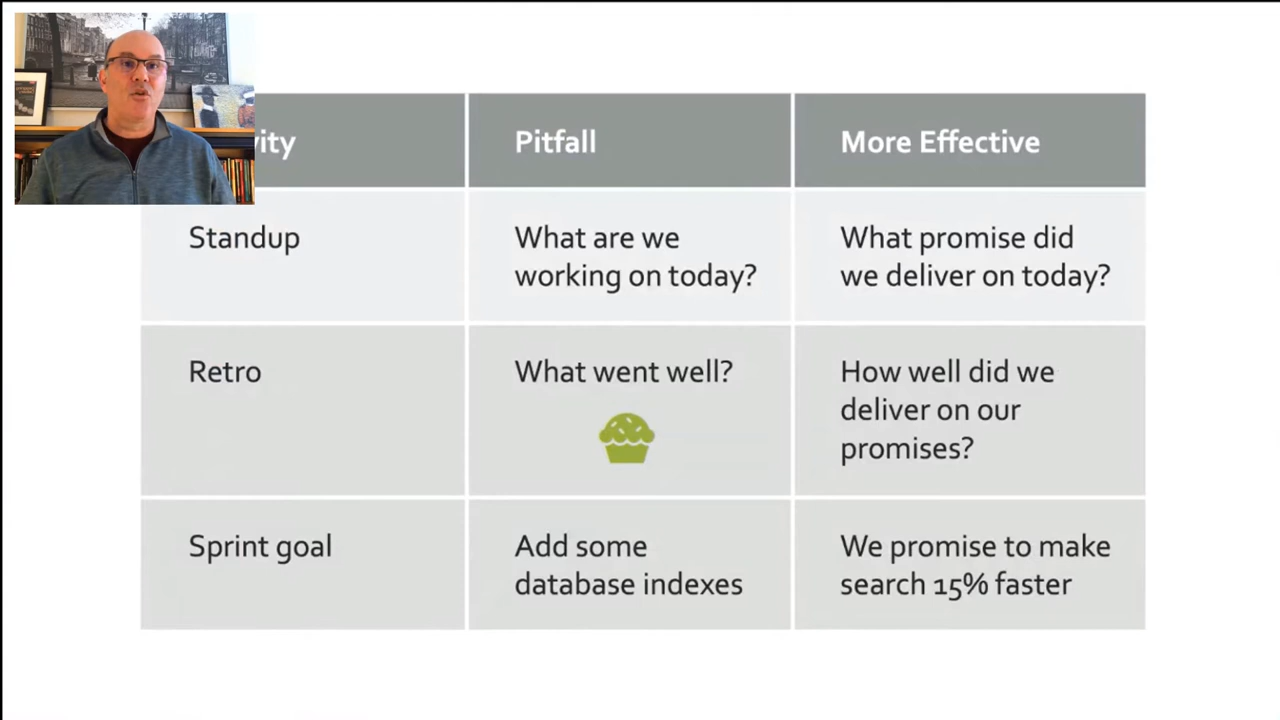 vity
Pitfall
More Effective
Standup
What are we
working on today?
What promise did
we deliver on today?
Retro
What went well?
How well did we
deliver on our
promises?
Sprint goal
Add some
database indexes
We promise to make
search 15% faster